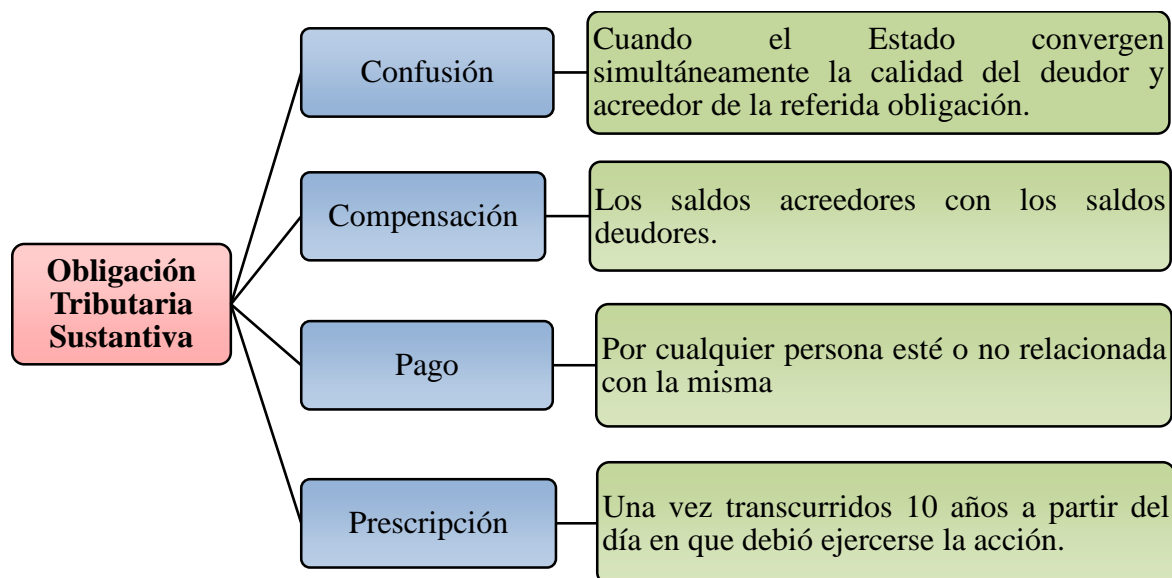 Obligación
Tributaria
Sustantiva
Confusión
Cuando el Estado convergen
simultáneamente la calidad del deudor y
acreedor de la referida obligación.
Compensación
Los saldos acreedores con los saldos
deudores.
Pago
Por cualquier persona esté o no relacionada
con la misma
Prescripción
Una vez transcurridos 10 años a partir del
día en que debió ejercerse la acción.